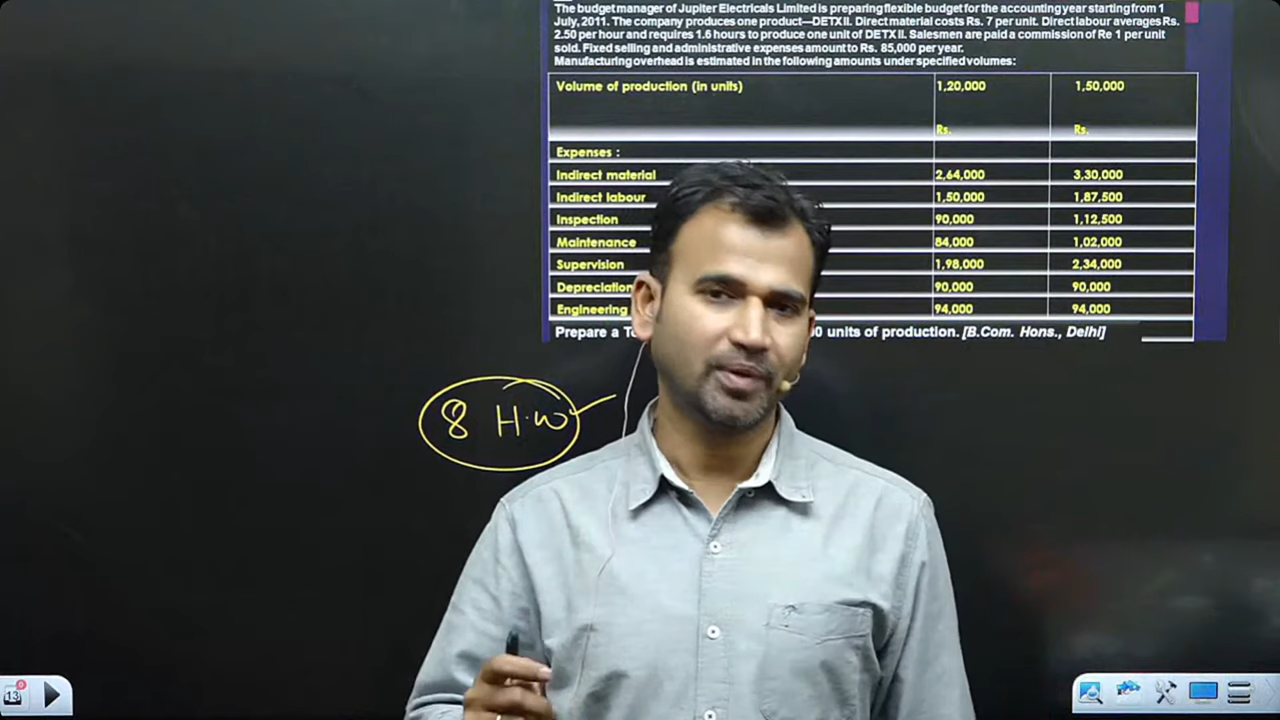 The budget manager of Jupiter Electricals Limited is preparing flexible budget for the accounting year starting from 1
July, 2011. The company produces one product—DETX II. Direct material costs Rs. 7 per unit. Direct labour averages Rs.
2.50 per hour and requires 1.6 hours to produce one unit of DETX II. Salesmen are paid a commission of Re 1 per unit
sold. Fixed selling and administrative expenses amount to Rs. 85,000 per year.
Manufacturing overhead is estimated in the following amounts under specified volumes:
Volume of production (in units) 1,20,000 1,50,000
Rs. Rs.
Expenses :
Indirect material 2,64,000 3,30,000
Indirect labour 1,50,000 1,87,500
Inspection 90,000 1,12,500
Maintenance 84,000 1,02,000
Supervision 1,98,000 2,34,000
Depreciation 90,000 90,000
Engineering 94,000 94,000
Prepare a units of production. [B.Com. Hons., Delhi]
8 H.W
13 0